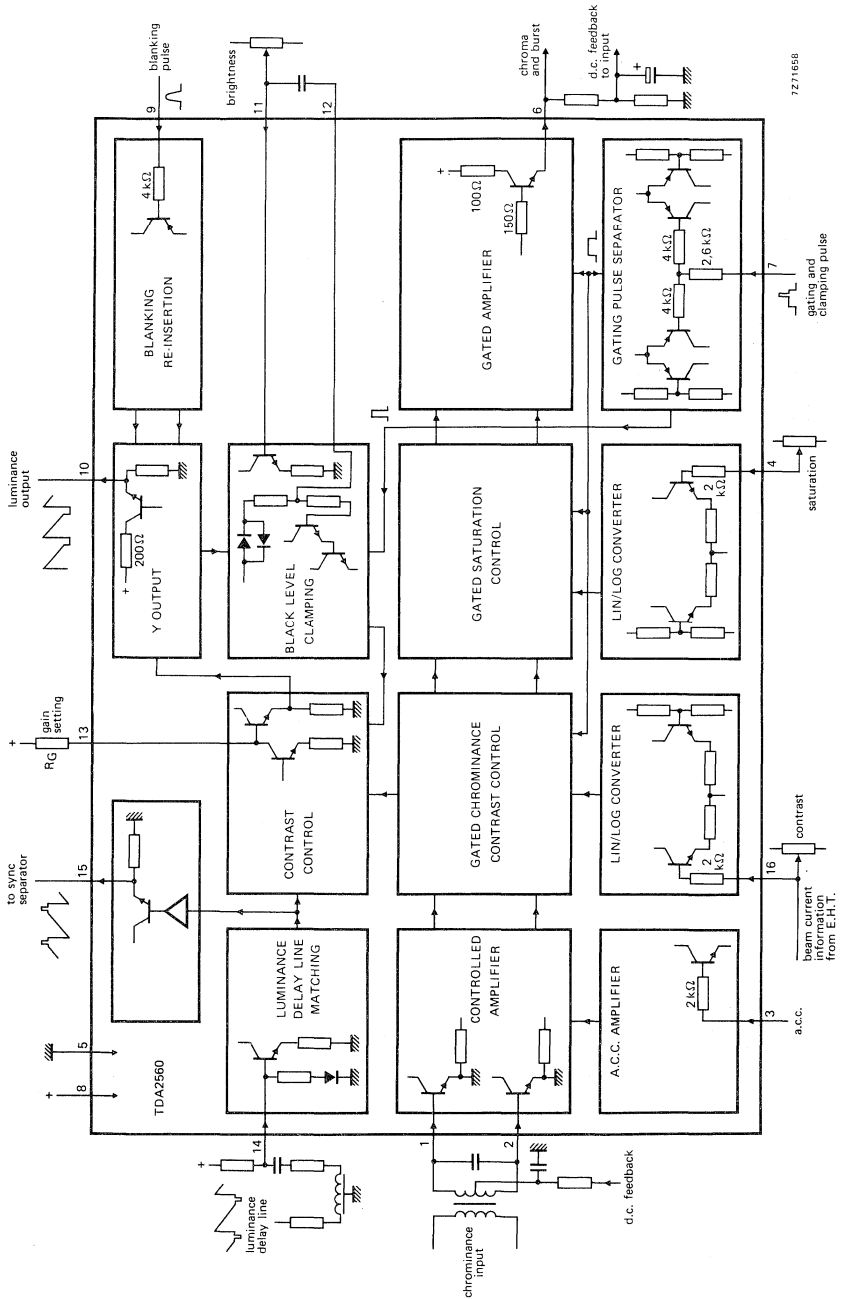 blanking
pulse
9
brightness
11
12
chroma
and burst
d.c. feedback
to input
6
+
7Z71658
luminance
output
10
+
200Ω
Y OUTPUT
BLANKING
RE-INSERTION
4 kΩ
BLACK LEVEL
CLAMPING
GATED SATURATION
CONTROL
GATED AMPLIFIER
+
100Ω
150Ω
LIN/LOG CONVERTER
2
kΩ
4
saturation
GATING PULSE SEPARATOR
4 kΩ
4 kΩ
2,6 kΩ
7
gating and
clamping pulse
+
RG
gain
setting
13
to sync
separator
15
CONTRAST
CONTROL
GATED CHROMINANCE
CONTRAST CONTROL
LIN/LOG CONVERTER
2
kΩ
16
contrast
beam current
information
from E.H.T.
+
8
5
TDA2560
LUMINANCE
DELAY LINE
MATCHING
CONTROLLED
AMPLIFIER
A.C.C. AMPLIFIER
2 kΩ
3
a.c.c.
14
+
luminance
delay line
1
2
chrominance
input
d.c. feedback